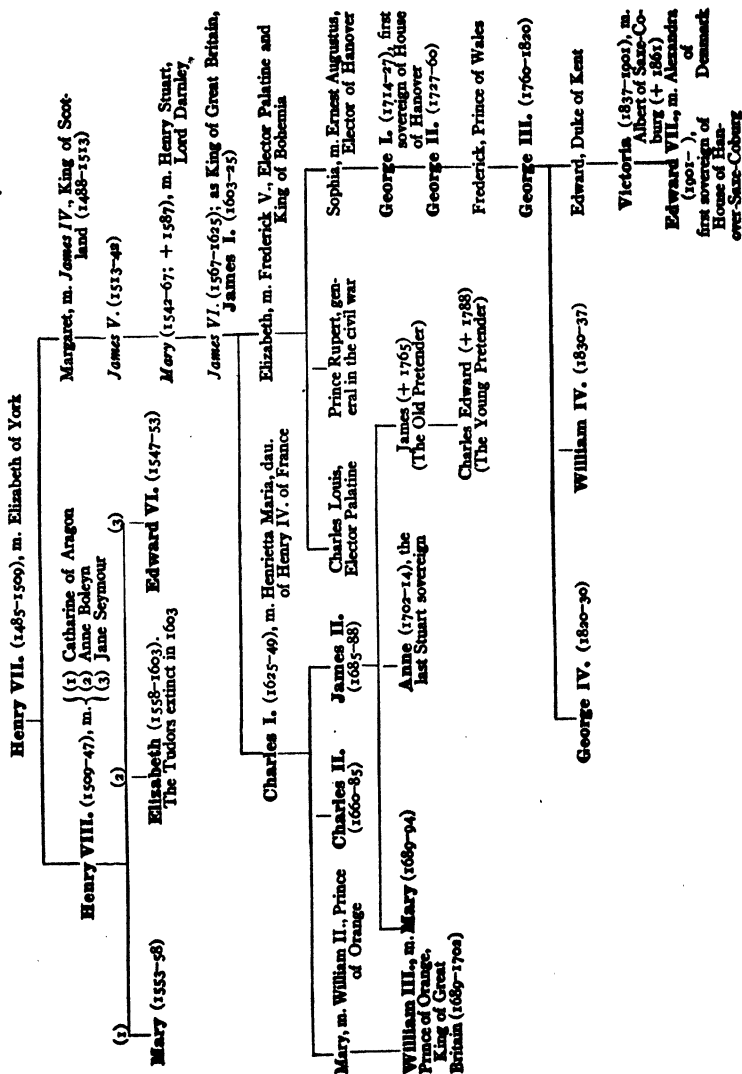 Henry VII. (1485-1509), m. Elizabeth of York
Henry VIII. (1509-47), m.
(1) Catharine of Aragon
(2) Anne Boleyn
(3) Jane Seymour
Margaret, m. James IV., King of Scot-
land (1488-1513)
James V. (1513-42)
(1)
(2)
(3)
Mary (1553-58)
Elizabeth (1558-1603).
The Tudors extinct in 1603
Edward VI. (1547-53)
Mary (1542-67; + 1587), m. Henry Stuart,
Lord Darnley
James VI. (1567-1625); as King of Great Britain,
James I. (1603-25)
Charles I. (1625-49), m. Henrietta Maria, dau.
of Henry IV. of France
Elizabeth, m. Frederick V., Elector Palatine and
King of Bohemia
Mary, m. William II., Prince
of Orange
Charles II.
(1660-85)
James II.
(1685-88)
Charles Louis,
Elector Palatine
Prince Rupert, gen-
eral in the civil war
Sophia, m. Ernest Augustus,
Elector of Hanover
William III., m. Mary (1689-94)
Prince of Orange,
King of Great
Britain (1689-1702)
Anne (1702-14), the
last Stuart sovereign
James (+ 1765)
(The Old Pretender)
Charles Edward (+ 1788)
(The Young Pretender)
George I. (1714-27), first
sovereign of House
of Hanover
George II. (1727-60)
Frederick, Prince of Wales
George III. (1760-1820)
George IV. (1820-30)
William IV. (1830-37)
Edward, Duke of Kent
Victoria (1837-1901), m.
Albert of Saxe-Co-
burg (+ 1861)
Edward VII., m. Alexandra
(1901- ), of
Denmark
first sovereign of
House of Han-
over-Saxe-Coburg